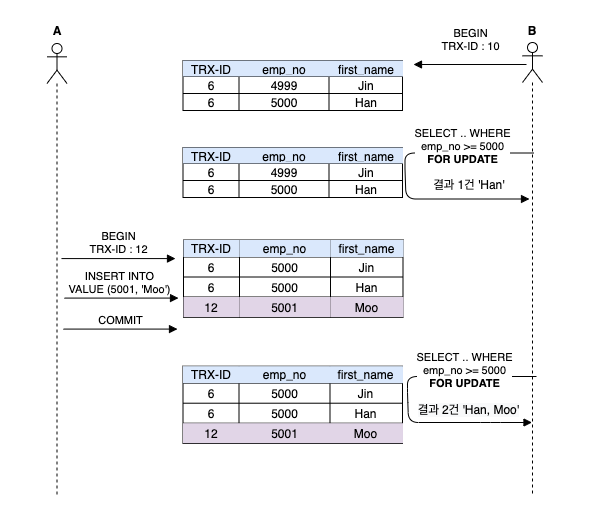 A
B
BEGIN
TRX-ID : 10
TRX-ID emp_no first_name
6 4999 Jin
6 5000 Han
SELECT .. WHERE
emp_no >= 5000
FOR UPDATE
결과 1건 'Han'
TRX-ID emp_no first_name
6 4999 Jin
6 5000 Han
BEGIN
TRX-ID : 12
INSERT INTO
VALUE (5001, 'Moo')
COMMIT
TRX-ID emp_no first_name
6 5000 Jin
6 5000 Han
12 5001 Moo
SELECT .. WHERE
emp_no >= 5000
FOR UPDATE
결과 2건 'Han, Moo'
TRX-ID emp_no first_name
6 5000 Jin
6 5000 Han
12 5001 Moo